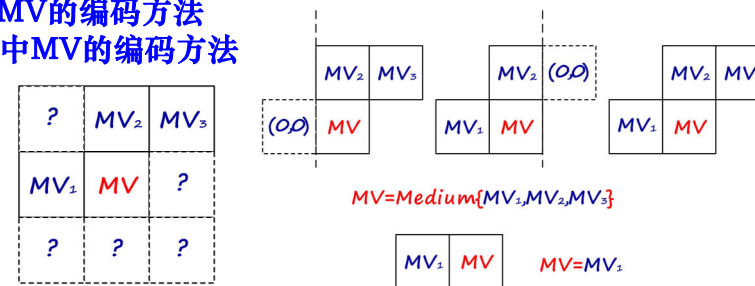 MV的编码方法
中MV的编码方法
? MV₂ MV₃
MV₁ MV ?
? ? ?
MV₂ MV₃
(0,0) MV
MV₂ (0,0)
MV₁ MV
MV₂ MV
MV₁ MV
MV=Medium{MV₁,MV₂,MV₃}
MV₁ MV
MV=MV₁